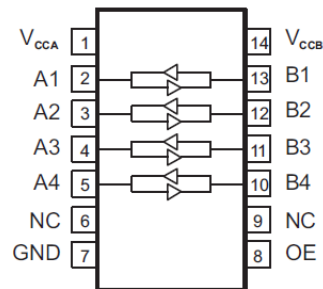 VCCA 1 14 VCCB
A1 2 13 B1
A2 3 12 B2
A3 4 11 B3
A4 5 10 B4
NC 6 9 NC
GND 7 8 OE